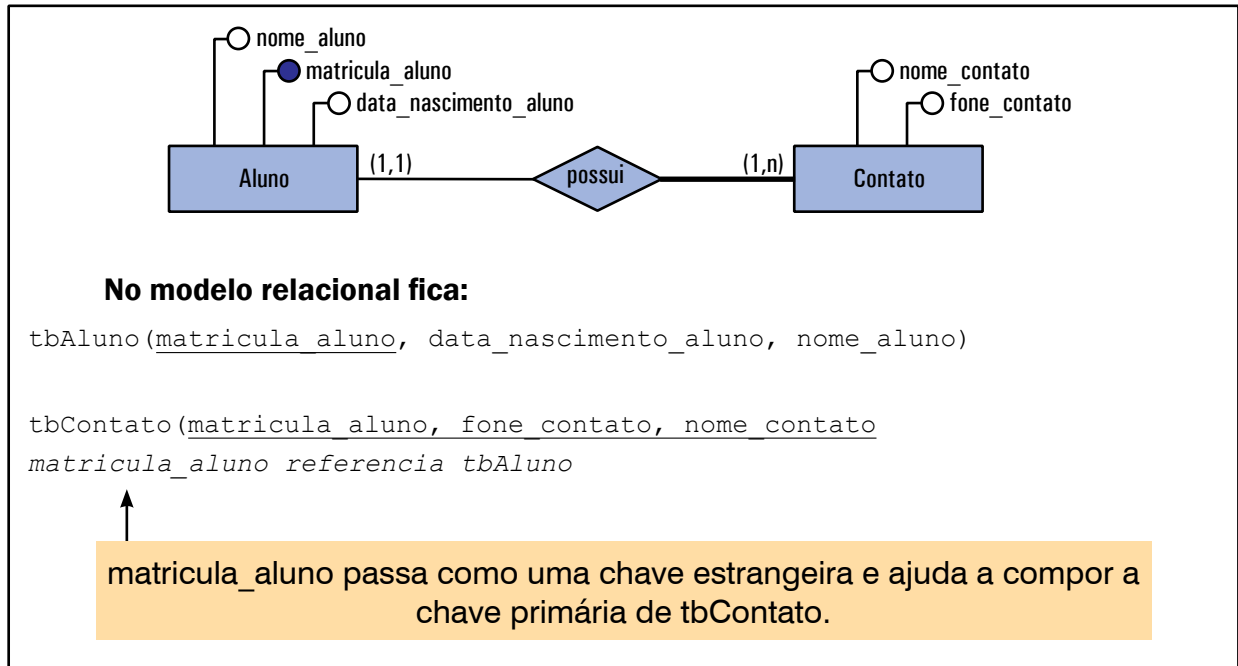 nome_aluno
matricula_aluno
data_nascimento_aluno
nome_contato
fone_contato
Aluno
(1,1)
possui
(1,n)
Contato
No modelo relacional fica:
tbAluno(matricula_aluno, data_nascimento_aluno, nome_aluno)
tbContato(matricula_aluno, fone_contato, nome_contato
matricula_aluno referencia tbAluno
matricula_aluno passa como uma chave estrangeira e ajuda a compor a
chave primária de tbContato.